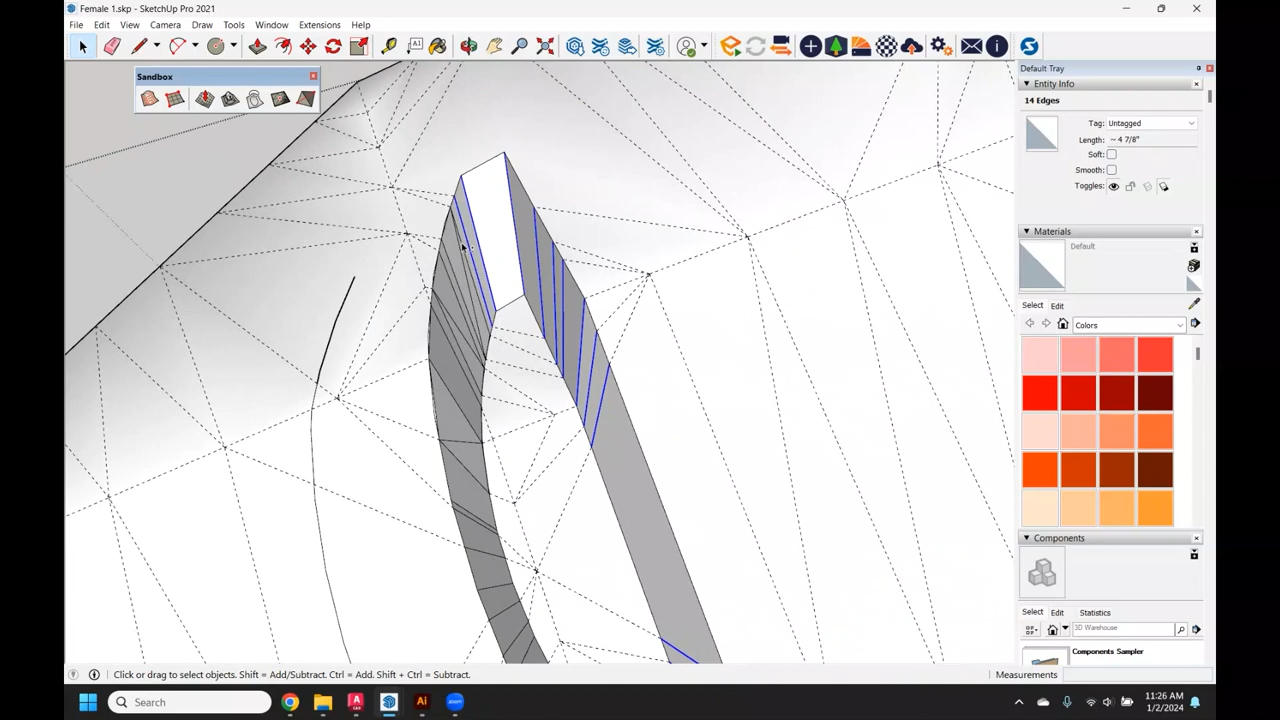 Female 1.skp - SketchUp Pro 2021
File Edit View Camera Draw Tools Window Extensions Help
Sandbox
Default Tray
Entity Info
14 Edges
Tag: Untagged
Length: ~ 4 7/8"
Soft:
Smooth:
Toggles:
Materials
Default
Select Edit
Colors
Components
Select Edit Statistics
3D Warehouse
Components Sampler
Click or drag to select objects. Shift = Add/Subtract. Ctrl = Add. Shift + Ctrl = Subtract.
Measurements
Search
11:26 AM
1/2/2024